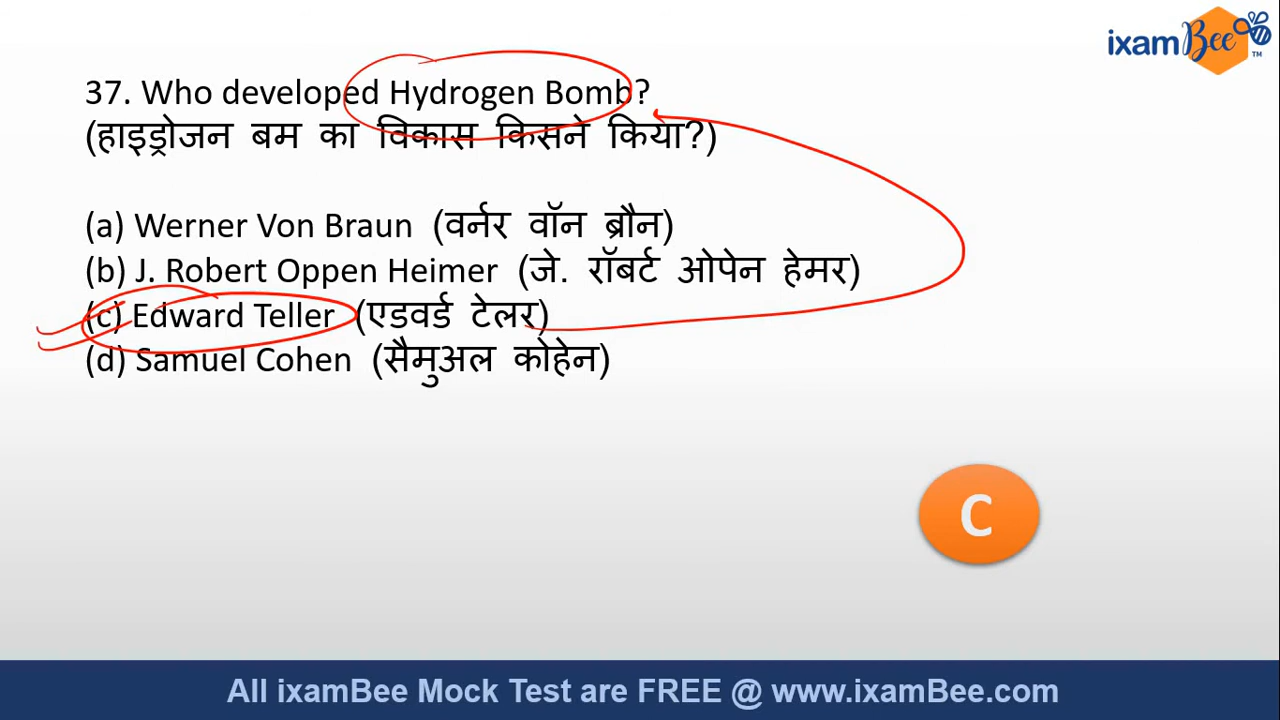 ixamBee™
37. Who developed Hydrogen Bomb?
(हाइड्रोजन बम का विकास किसने किया?)
(a) Werner Von Braun (वर्नर वॉन ब्रौन)
(b) J. Robert Oppen Heimer (जे. रॉबर्ट ओपेन हेमर)
(c) Edward Teller (एडवर्ड टेलर)
(d) Samuel Cohen (सैमुअल कोहेन)
C
All ixamBee Mock Test are FREE @ www.ixamBee.com